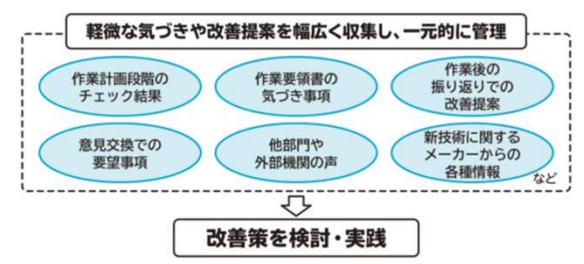 軽微な気づきや改善提案を幅広く収集し、一元的に管理
作業計画段階の
チェック結果
作業要領書の
気づき事項
作業後の
振り返りでの
改善提案
意見交換での
要望事項
他部門や
外部機関の声
新技術に関する
メーカーからの
各種情報
など
改善策を検討・実践